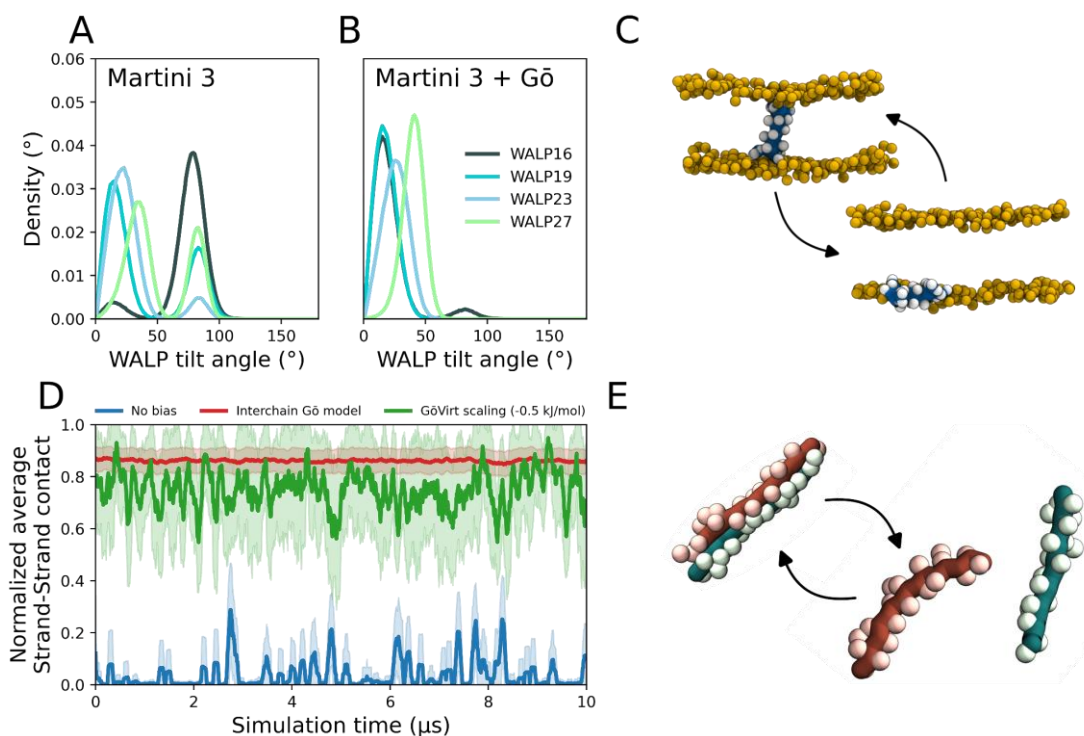 A
B
C
Martini 3
Martini 3 + Gō
0.06
0.05
0.04
0.03
0.02
0.01
0.00
Density (°)
WALP16
WALP19
WALP23
WALP27
0 50 100 150
0 50 100 150
WALP tilt angle (°)
WALP tilt angle (°)
D
E
No bias
Interchain Gō model
GōVirt scaling (-0.5 kJ/mol)
1.0
0.8
0.6
0.4
0.2
0.0
Normalized average
Strand-Strand contact
0 2 4 6 8 10
Simulation time (μs)